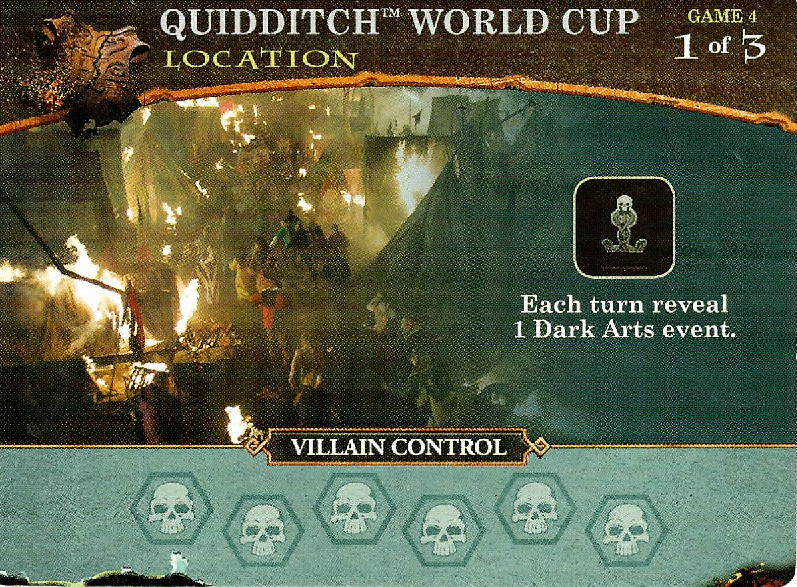 QUIDDITCH™ WORLD CUP
LOCATION
GAME 4
1 of 3
Each turn reveal
1 Dark Arts event.
VILLAIN CONTROL